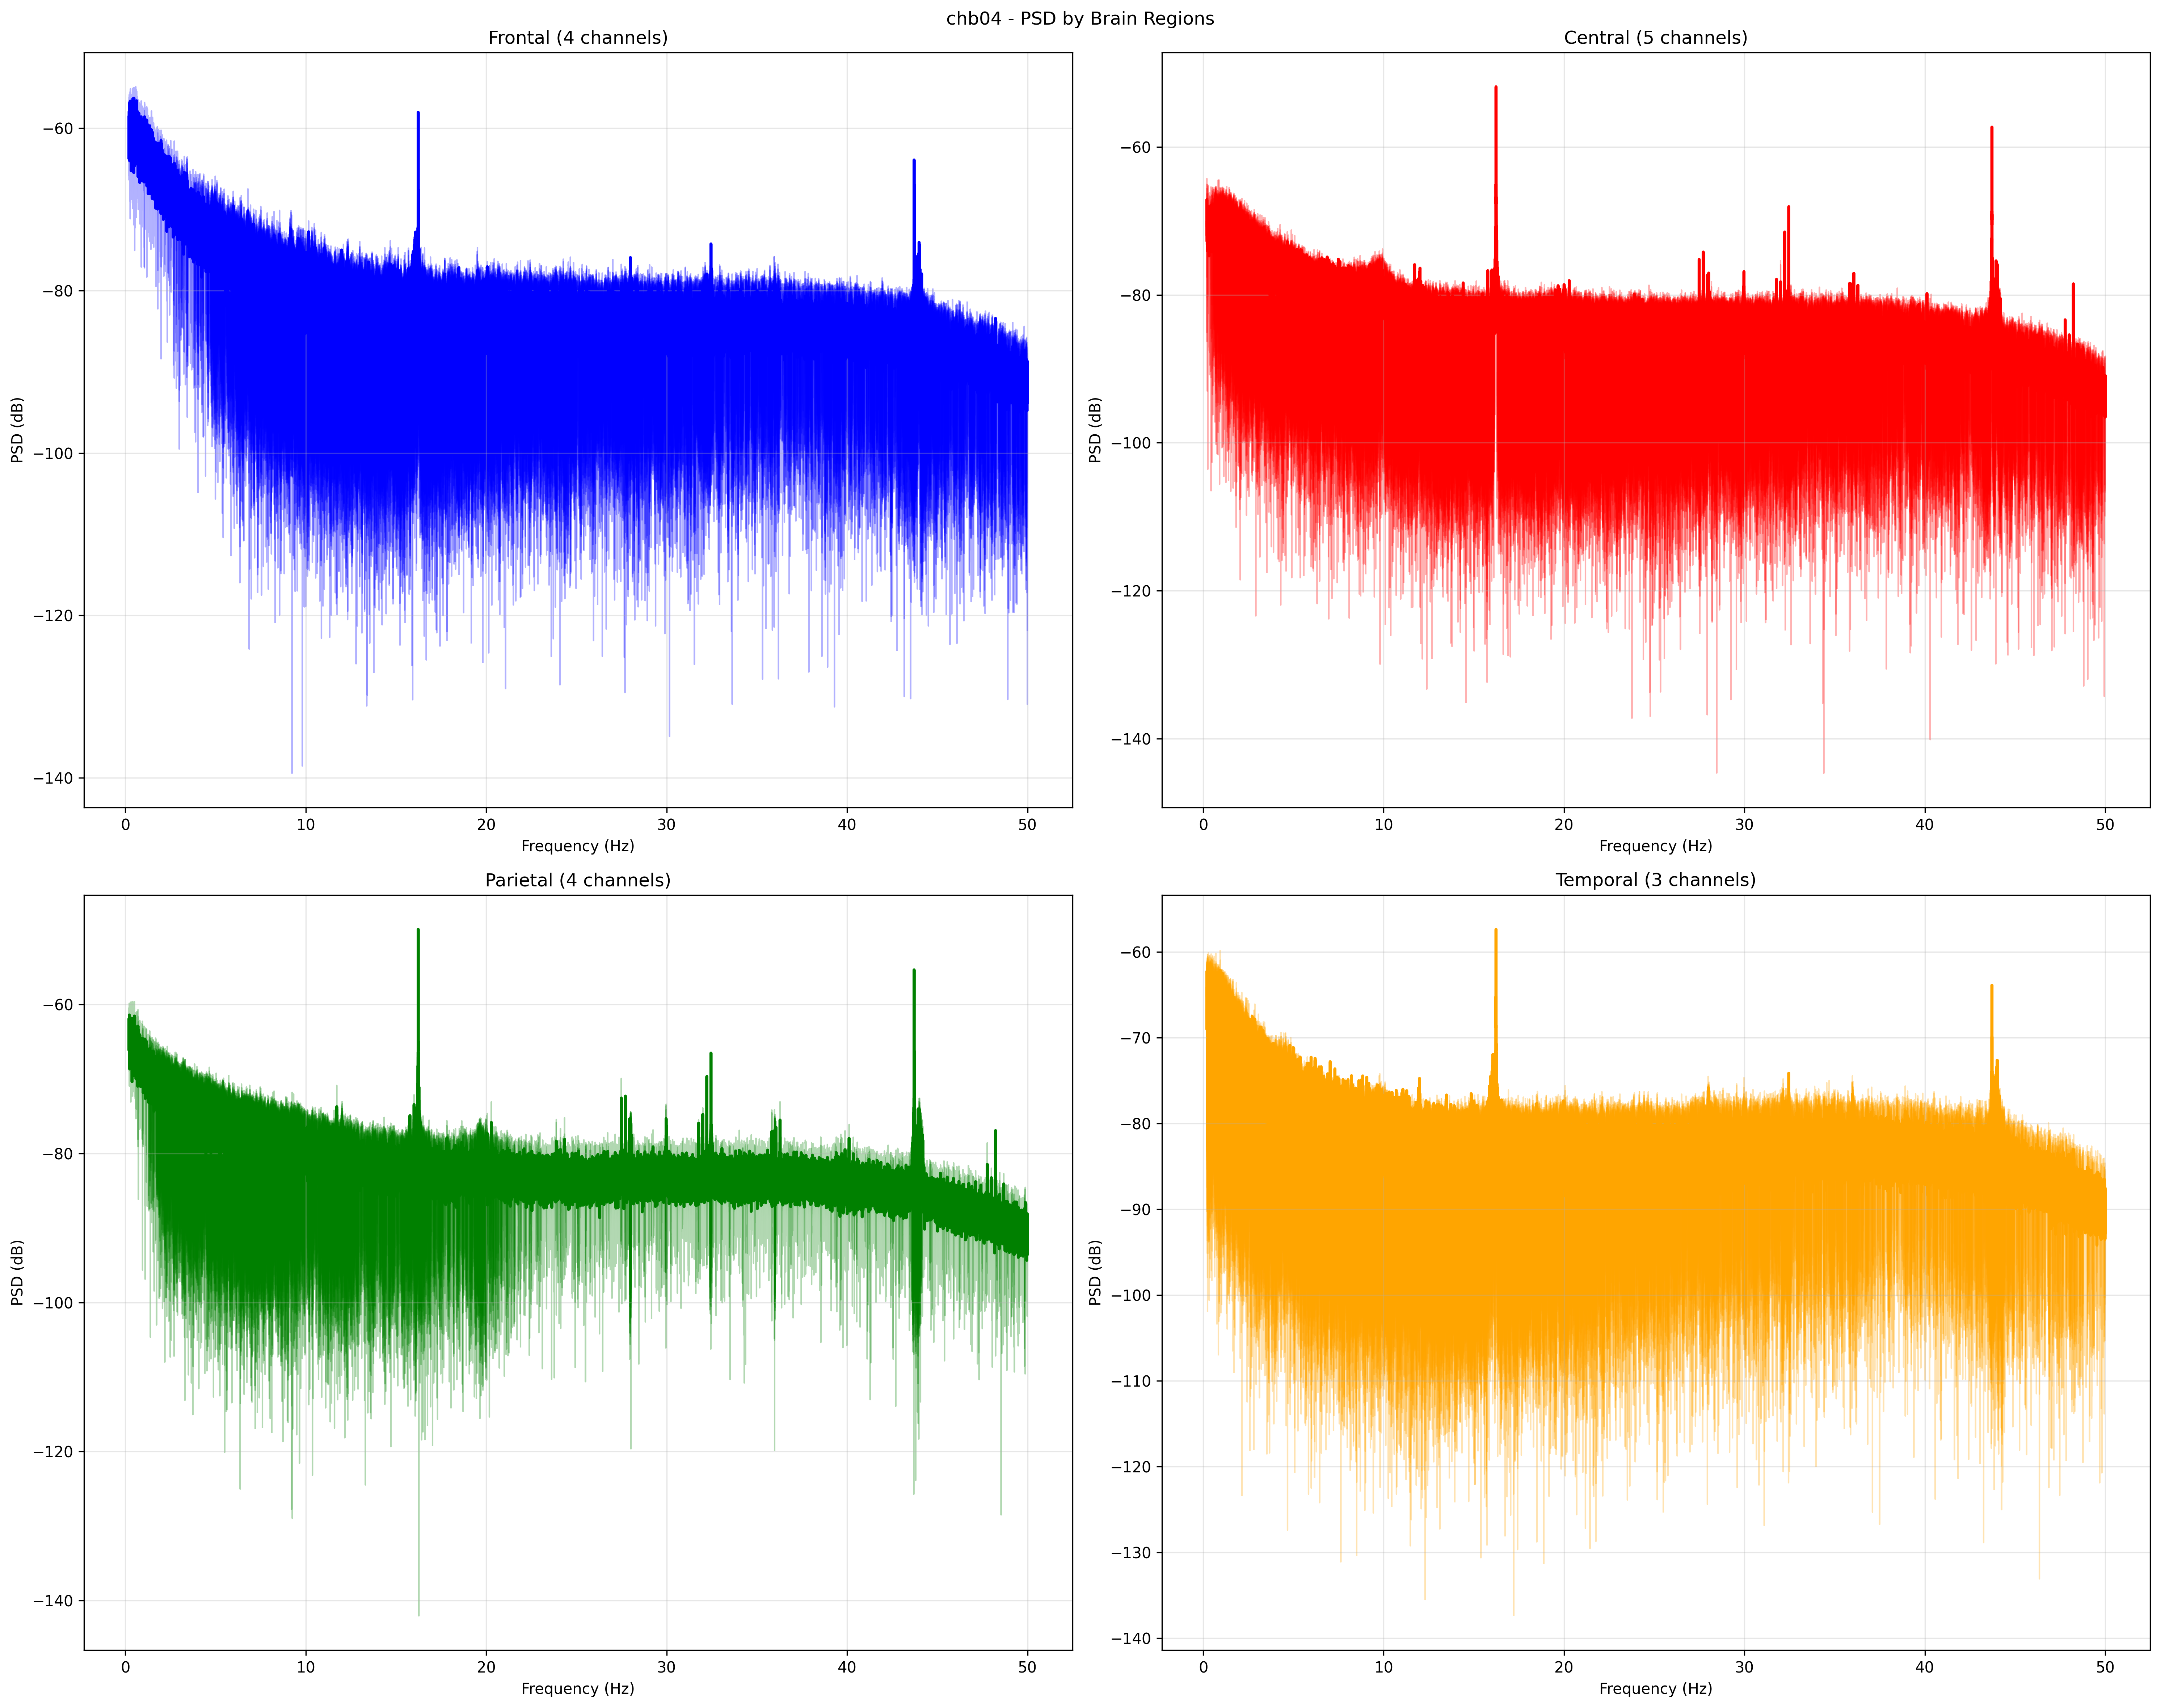 chb04 - PSD by Brain Regions
Frontal (4 channels)
PSD (dB)
−60
−80
−100
−120
−140
0 10 20 30 40 50
Frequency (Hz)
Central (5 channels)
PSD (dB)
−60
−80
−100
−120
−140
0 10 20 30 40 50
Frequency (Hz)
Parietal (4 channels)
PSD (dB)
−60
−80
−100
−120
−140
0 10 20 30 40 50
Frequency (Hz)
Temporal (3 channels)
PSD (dB)
−60
−70
−80
−90
−100
−110
−120
−130
−140
0 10 20 30 40 50
Frequency (Hz)